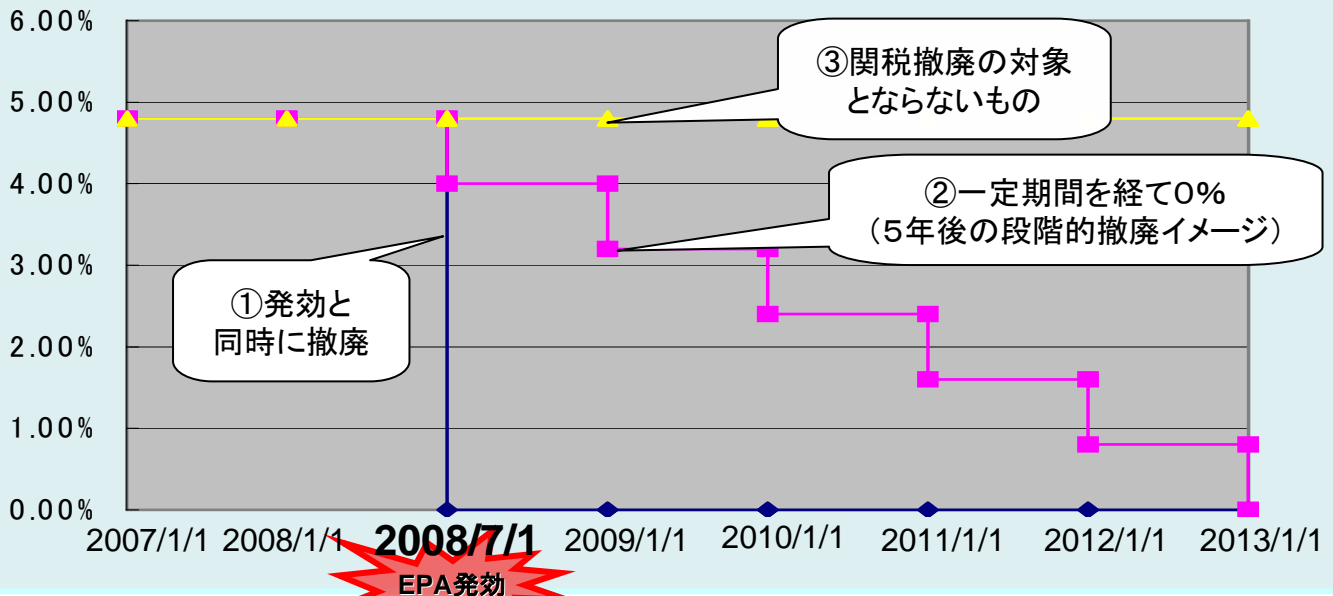 6.00%
5.00%
4.00%
3.00%
2.00%
1.00%
0.00%
③関税撤廃の対象
とならないもの
②一定期間を経て0%
(5年後の段階的撤廃イメージ)
①発効と
同時に撤廃
2007/1/1 2008/1/1 2008/7/1 2009/1/1 2010/1/1 2011/1/1 2012/1/1 2013/1/1
EPA発効